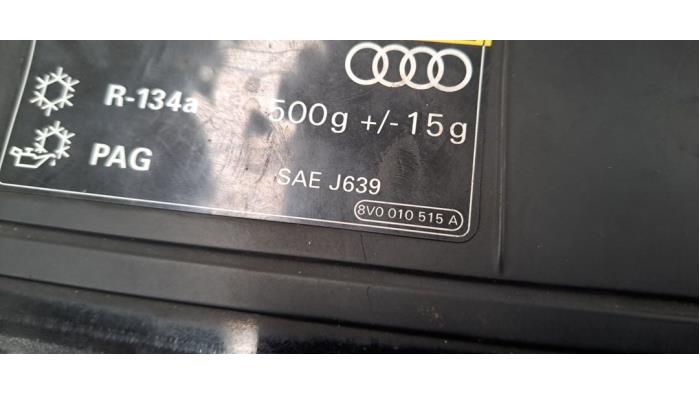 R-134a 500g +/- 15g
PAG
SAE J639
8V0 010 515 A